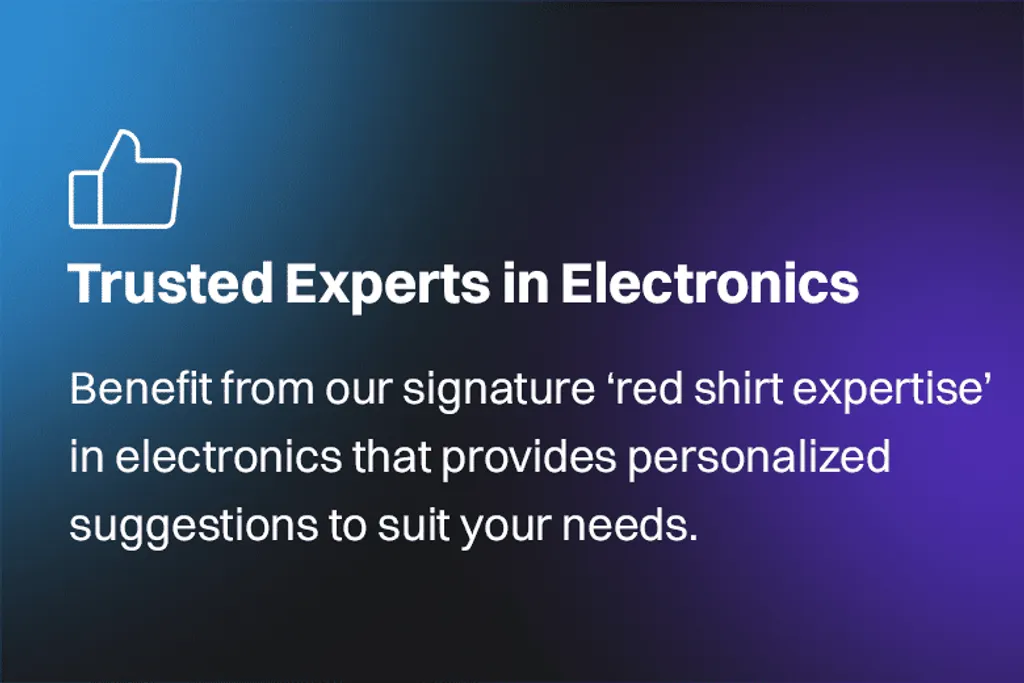 Trusted Experts in Electronics
Benefit from our signature ‘red shirt expertise’
in electronics that provides personalized
suggestions to suit your needs.